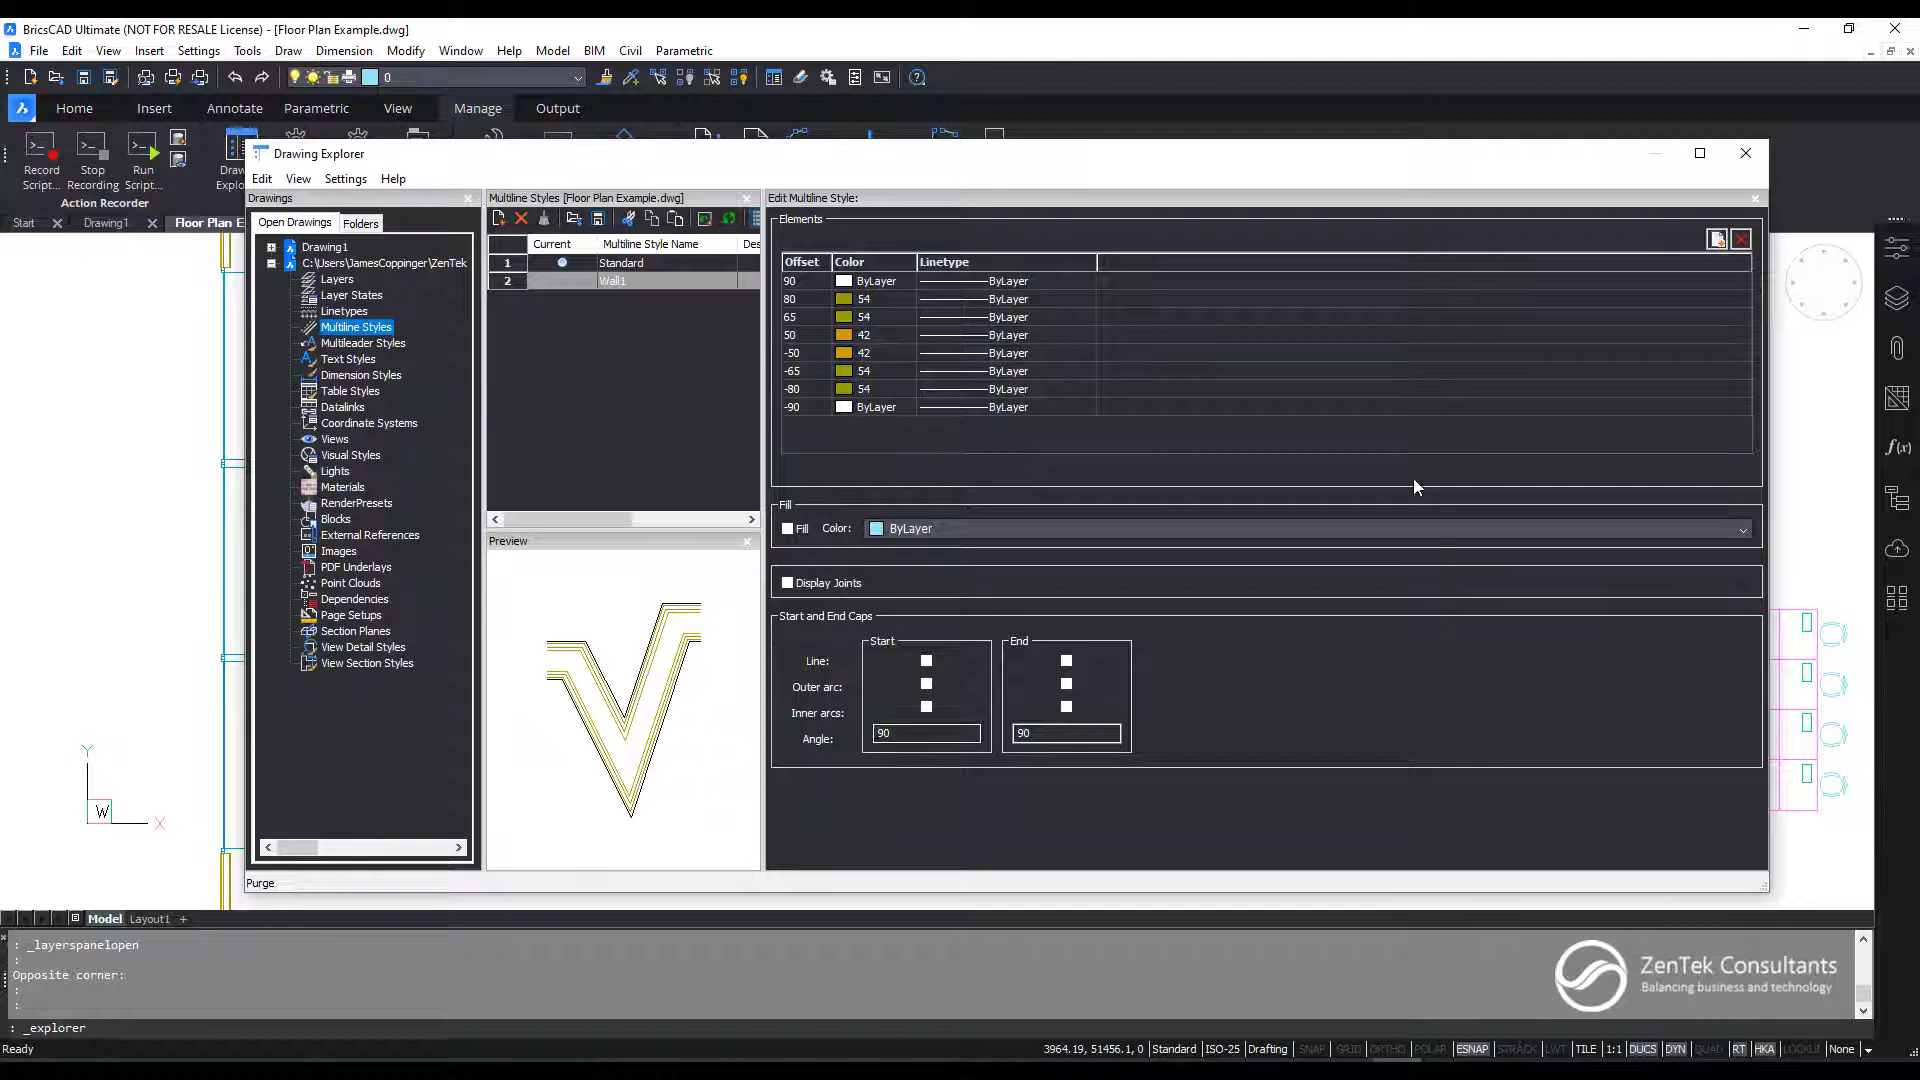 BricsCAD Ultimate (NOT FOR RESALE License) - [Floor Plan Example.dwg]
File Edit View Insert Settings Tools Draw Dimension Modify Window Help Model BIM Civil Parametric
0
Home Insert Annotate Parametric View Manage Output
Record Script...
Stop Recording
Run Script...
Action Recorder
Start Drawing1 Floor Plan E
Drawing Explorer
Edit View Settings Help
Drawings
Open Drawings Folders
Drawing1
C:\Users\JamesCoppinger\ZenTek
Layers
Layer States
Linetypes
Multiline Styles
Multileader Styles
Text Styles
Dimension Styles
Table Styles
Datalinks
Coordinate Systems
Views
Visual Styles
Lights
Materials
RenderPresets
Blocks
External References
Images
PDF Underlays
Point Clouds
Dependencies
Page Setups
Section Planes
View Detail Styles
View Section Styles
Multiline Styles [Floor Plan Example.dwg]
Current Multiline Style Name Des
1 Standard
2 Wall1
Preview
Edit Multiline Style:
Elements
Offset Color Linetype
90 ByLayer ByLayer
80 54 ByLayer
65 54 ByLayer
50 42 ByLayer
-50 42 ByLayer
-65 54 ByLayer
-80 54 ByLayer
-90 ByLayer ByLayer
Fill
Fill Color: ByLayer
Display Joints
Start and End Caps
Start End
Line:
Outer arc:
Inner arcs:
Angle: 90 90
Purge
Y
W X
Model Layout1 +
: _layerspanelopen
:
Opposite corner:
:
:
: _explorer
ZenTek Consultants
Balancing business and technology
Ready
3964.19, 51456.1, 0 Standard ISO-25 Drafting SNAP GRID ORTHO POLAR ESNAP STRACK LWT TILE 1:1 DUCS DYN QUAD RT HKA LOCKUI None